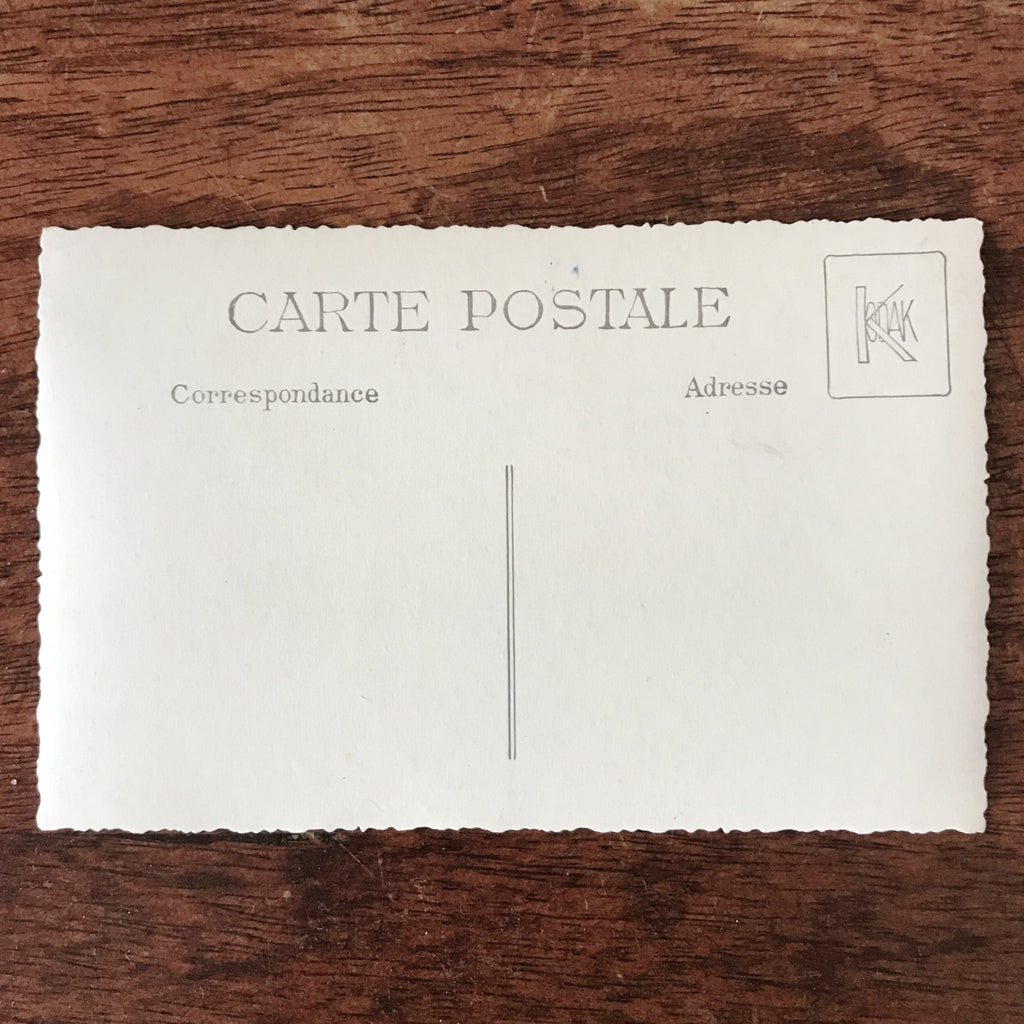 CARTE POSTALE
KODAK
Correspondance
Adresse